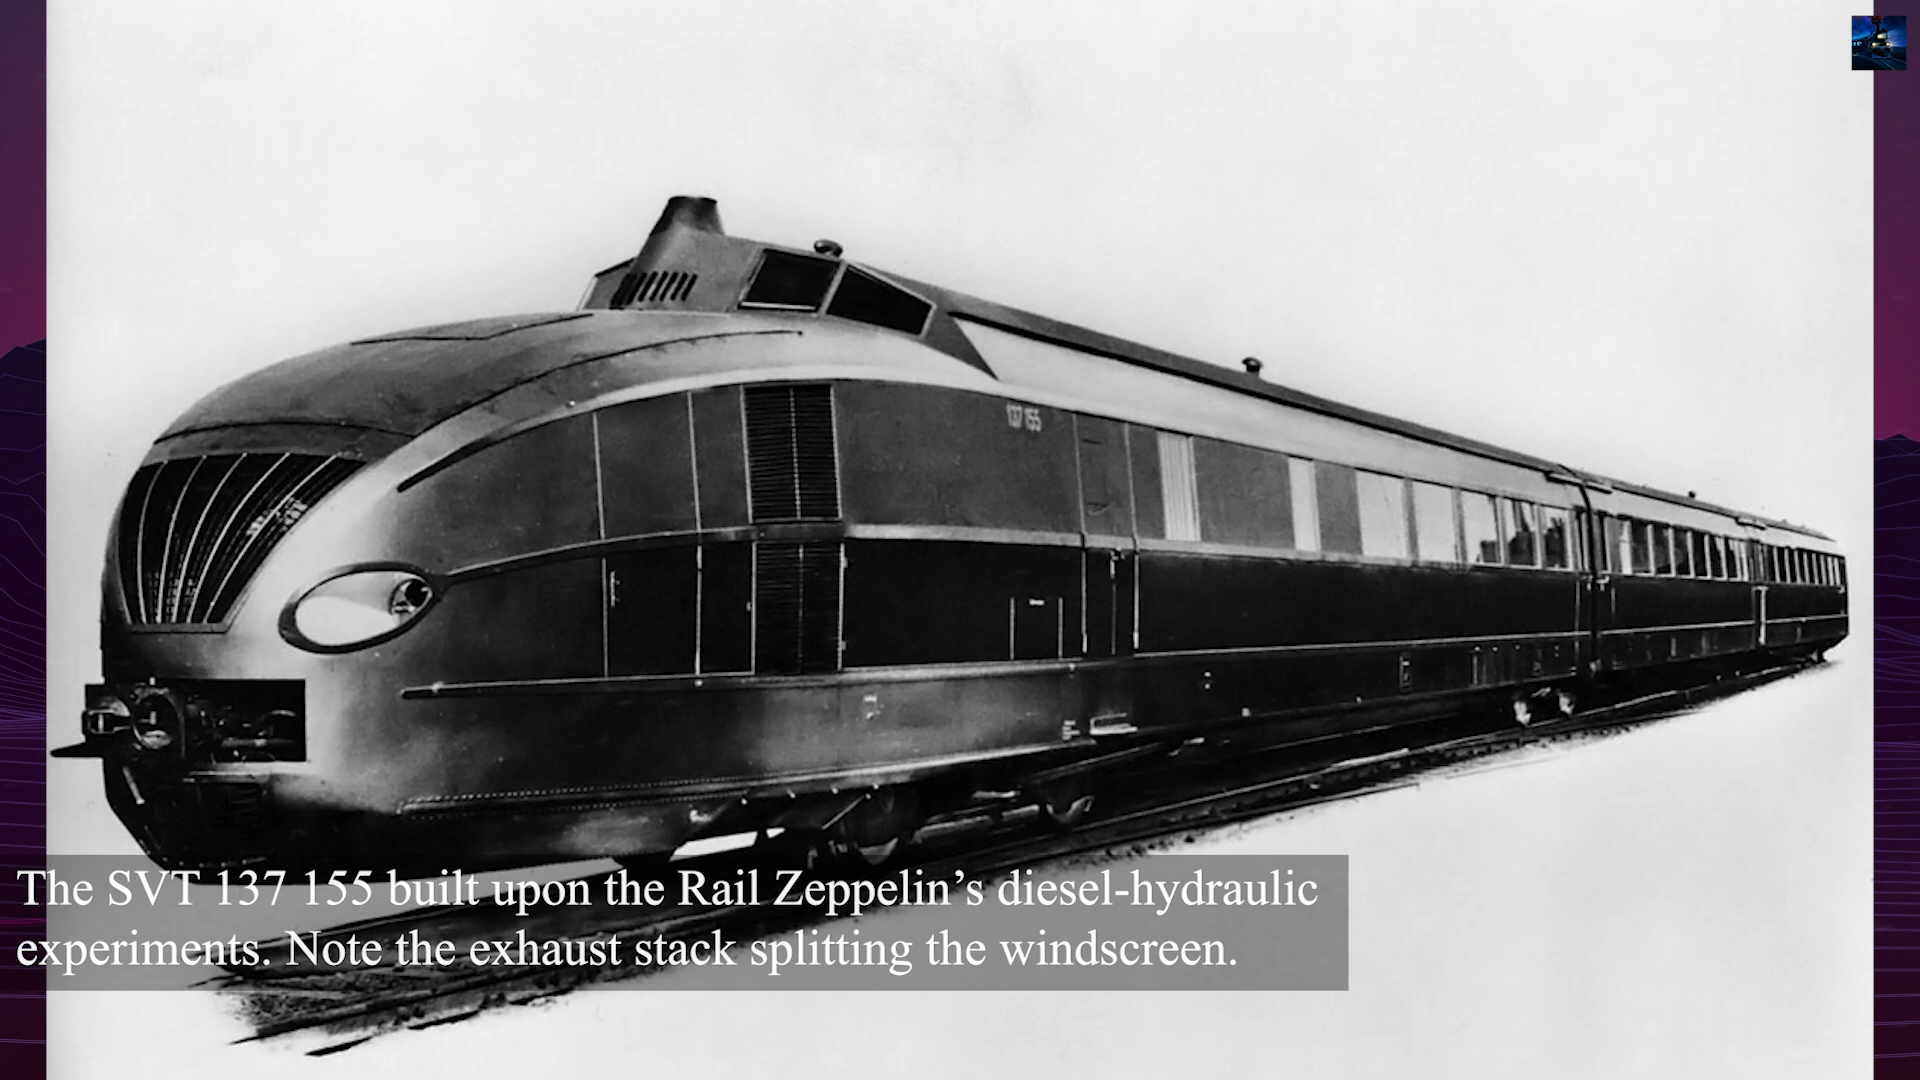 137 155
The SVT 137 155 built upon the Rail Zeppelin’s diesel-hydraulic
experiments. Note the exhaust stack splitting the windscreen.